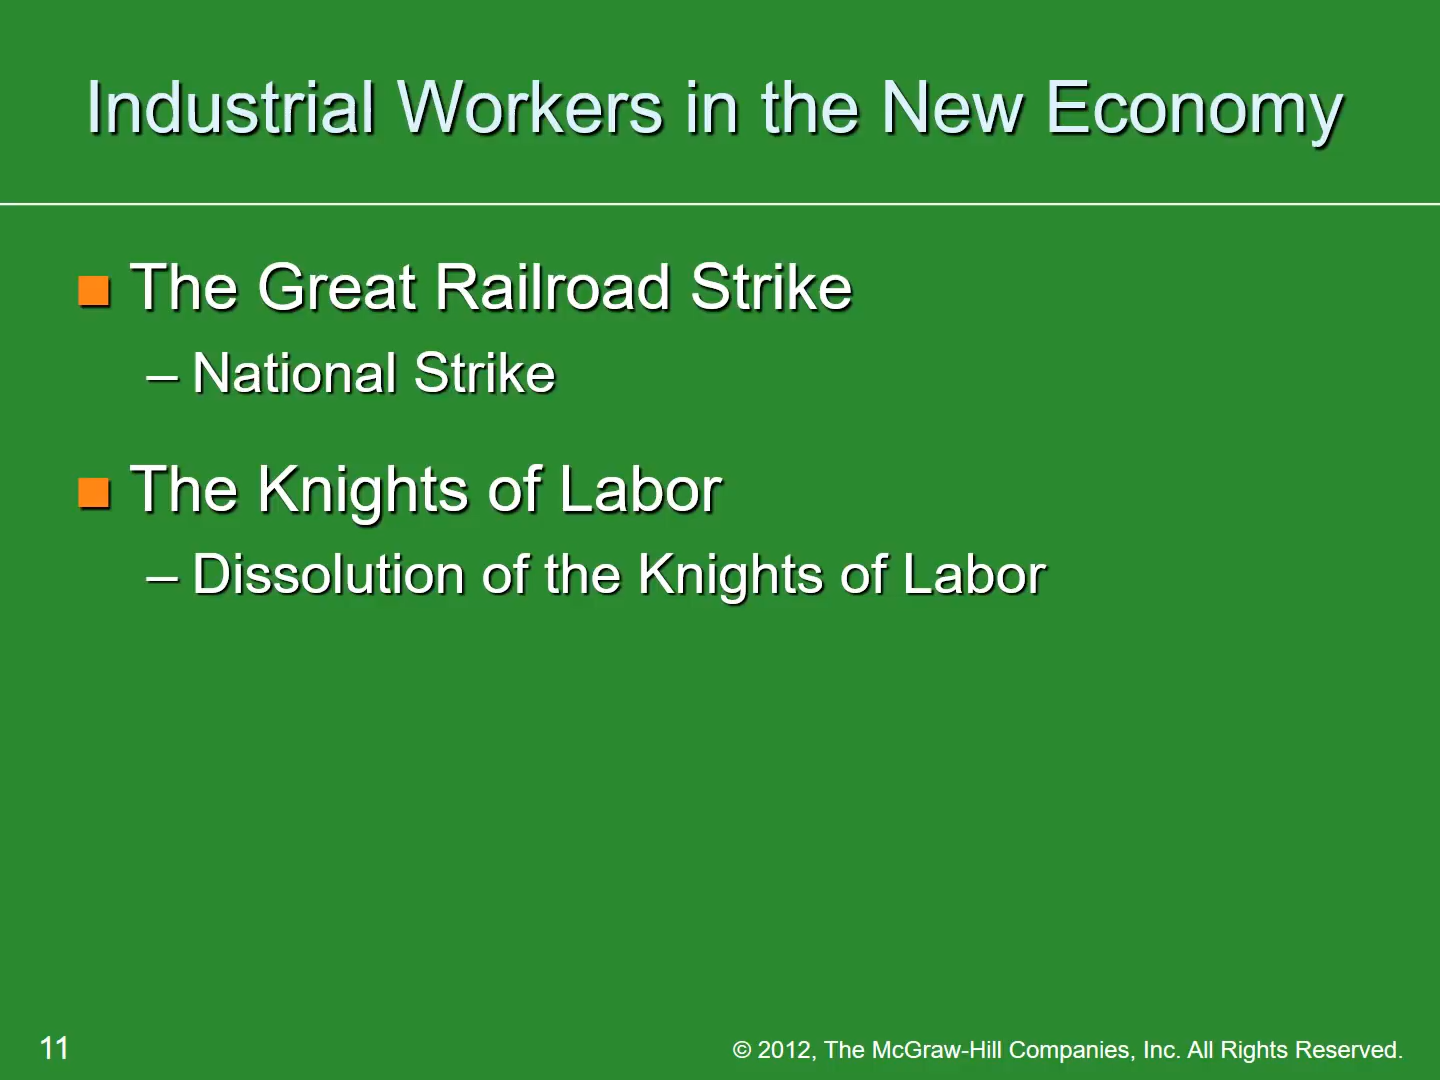 Industrial Workers in the New Economy
The Great Railroad Strike
– National Strike
The Knights of Labor
– Dissolution of the Knights of Labor
11
© 2012, The McGraw-Hill Companies, Inc. All Rights Reserved.